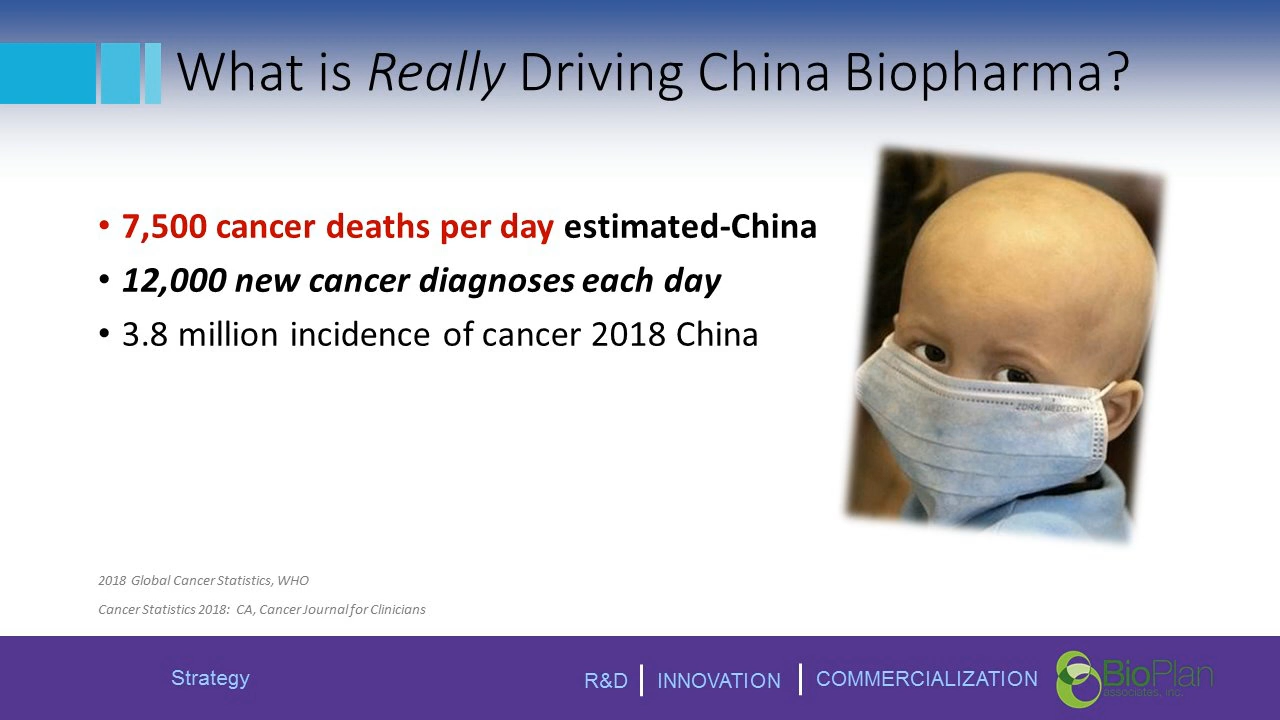 What is Really Driving China Biopharma?
• 7,500 cancer deaths per day estimated-China
• 12,000 new cancer diagnoses each day
• 3.8 million incidence of cancer 2018 China
ZDRA MEDTECH
2018 Global Cancer Statistics, WHO
Cancer Statistics 2018: CA, Cancer Journal for Clinicians
Strategy
R&D | INNOVATION | COMMERCIALIZATION
BioPlan
associates, inc.